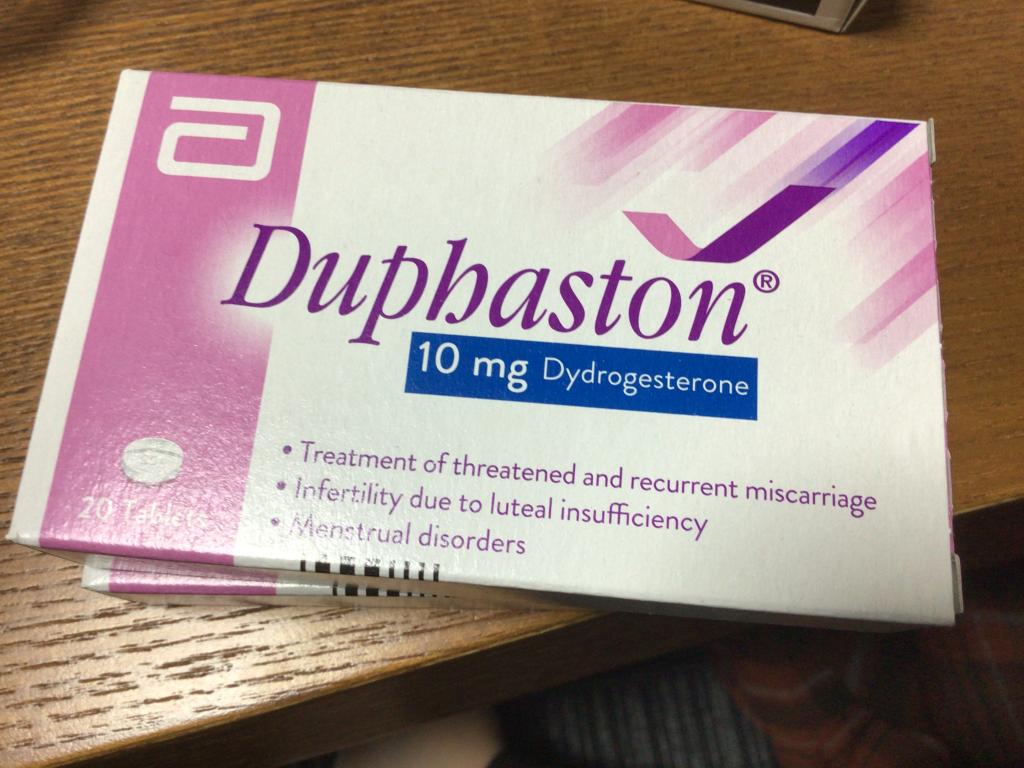 Duphaston®
10 mg Dydrogesterone
• Treatment of threatened and recurrent miscarriage
• Infertility due to luteal insufficiency
• Menstrual disorders
20 Tablets